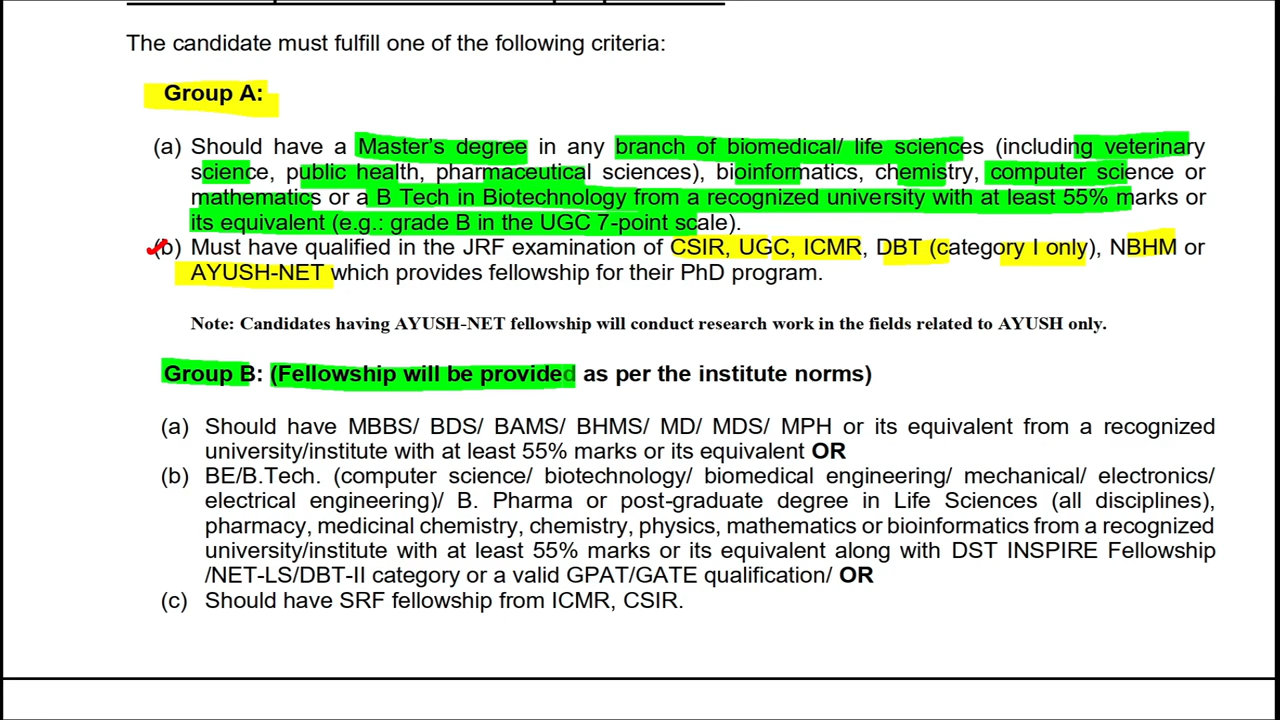 The candidate must fulfill one of the following criteria:
Group A:
(a) Should have a Master's degree in any branch of biomedical/ life sciences (including veterinary
science, public health, pharmaceutical sciences), bioinformatics, chemistry, computer science or
mathematics or a B Tech in Biotechnology from a recognized university with at least 55% marks or
its equivalent (e.g.: grade B in the UGC 7-point scale).
(b) Must have qualified in the JRF examination of CSIR, UGC, ICMR, DBT (category I only), NBHM or
AYUSH-NET which provides fellowship for their PhD program.
Note: Candidates having AYUSH-NET fellowship will conduct research work in the fields related to AYUSH only.
Group B: (Fellowship will be provided as per the institute norms)
(a) Should have MBBS/ BDS/ BAMS/ BHMS/ MD/ MDS/ MPH or its equivalent from a recognized
university/institute with at least 55% marks or its equivalent OR
(b) BE/B.Tech. (computer science/ biotechnology/ biomedical engineering/ mechanical/ electronics/
electrical engineering)/ B. Pharma or post-graduate degree in Life Sciences (all disciplines),
pharmacy, medicinal chemistry, chemistry, physics, mathematics or bioinformatics from a recognized
university/institute with at least 55% marks or its equivalent along with DST INSPIRE Fellowship
/NET-LS/DBT-II category or a valid GPAT/GATE qualification/ OR
(c) Should have SRF fellowship from ICMR, CSIR.